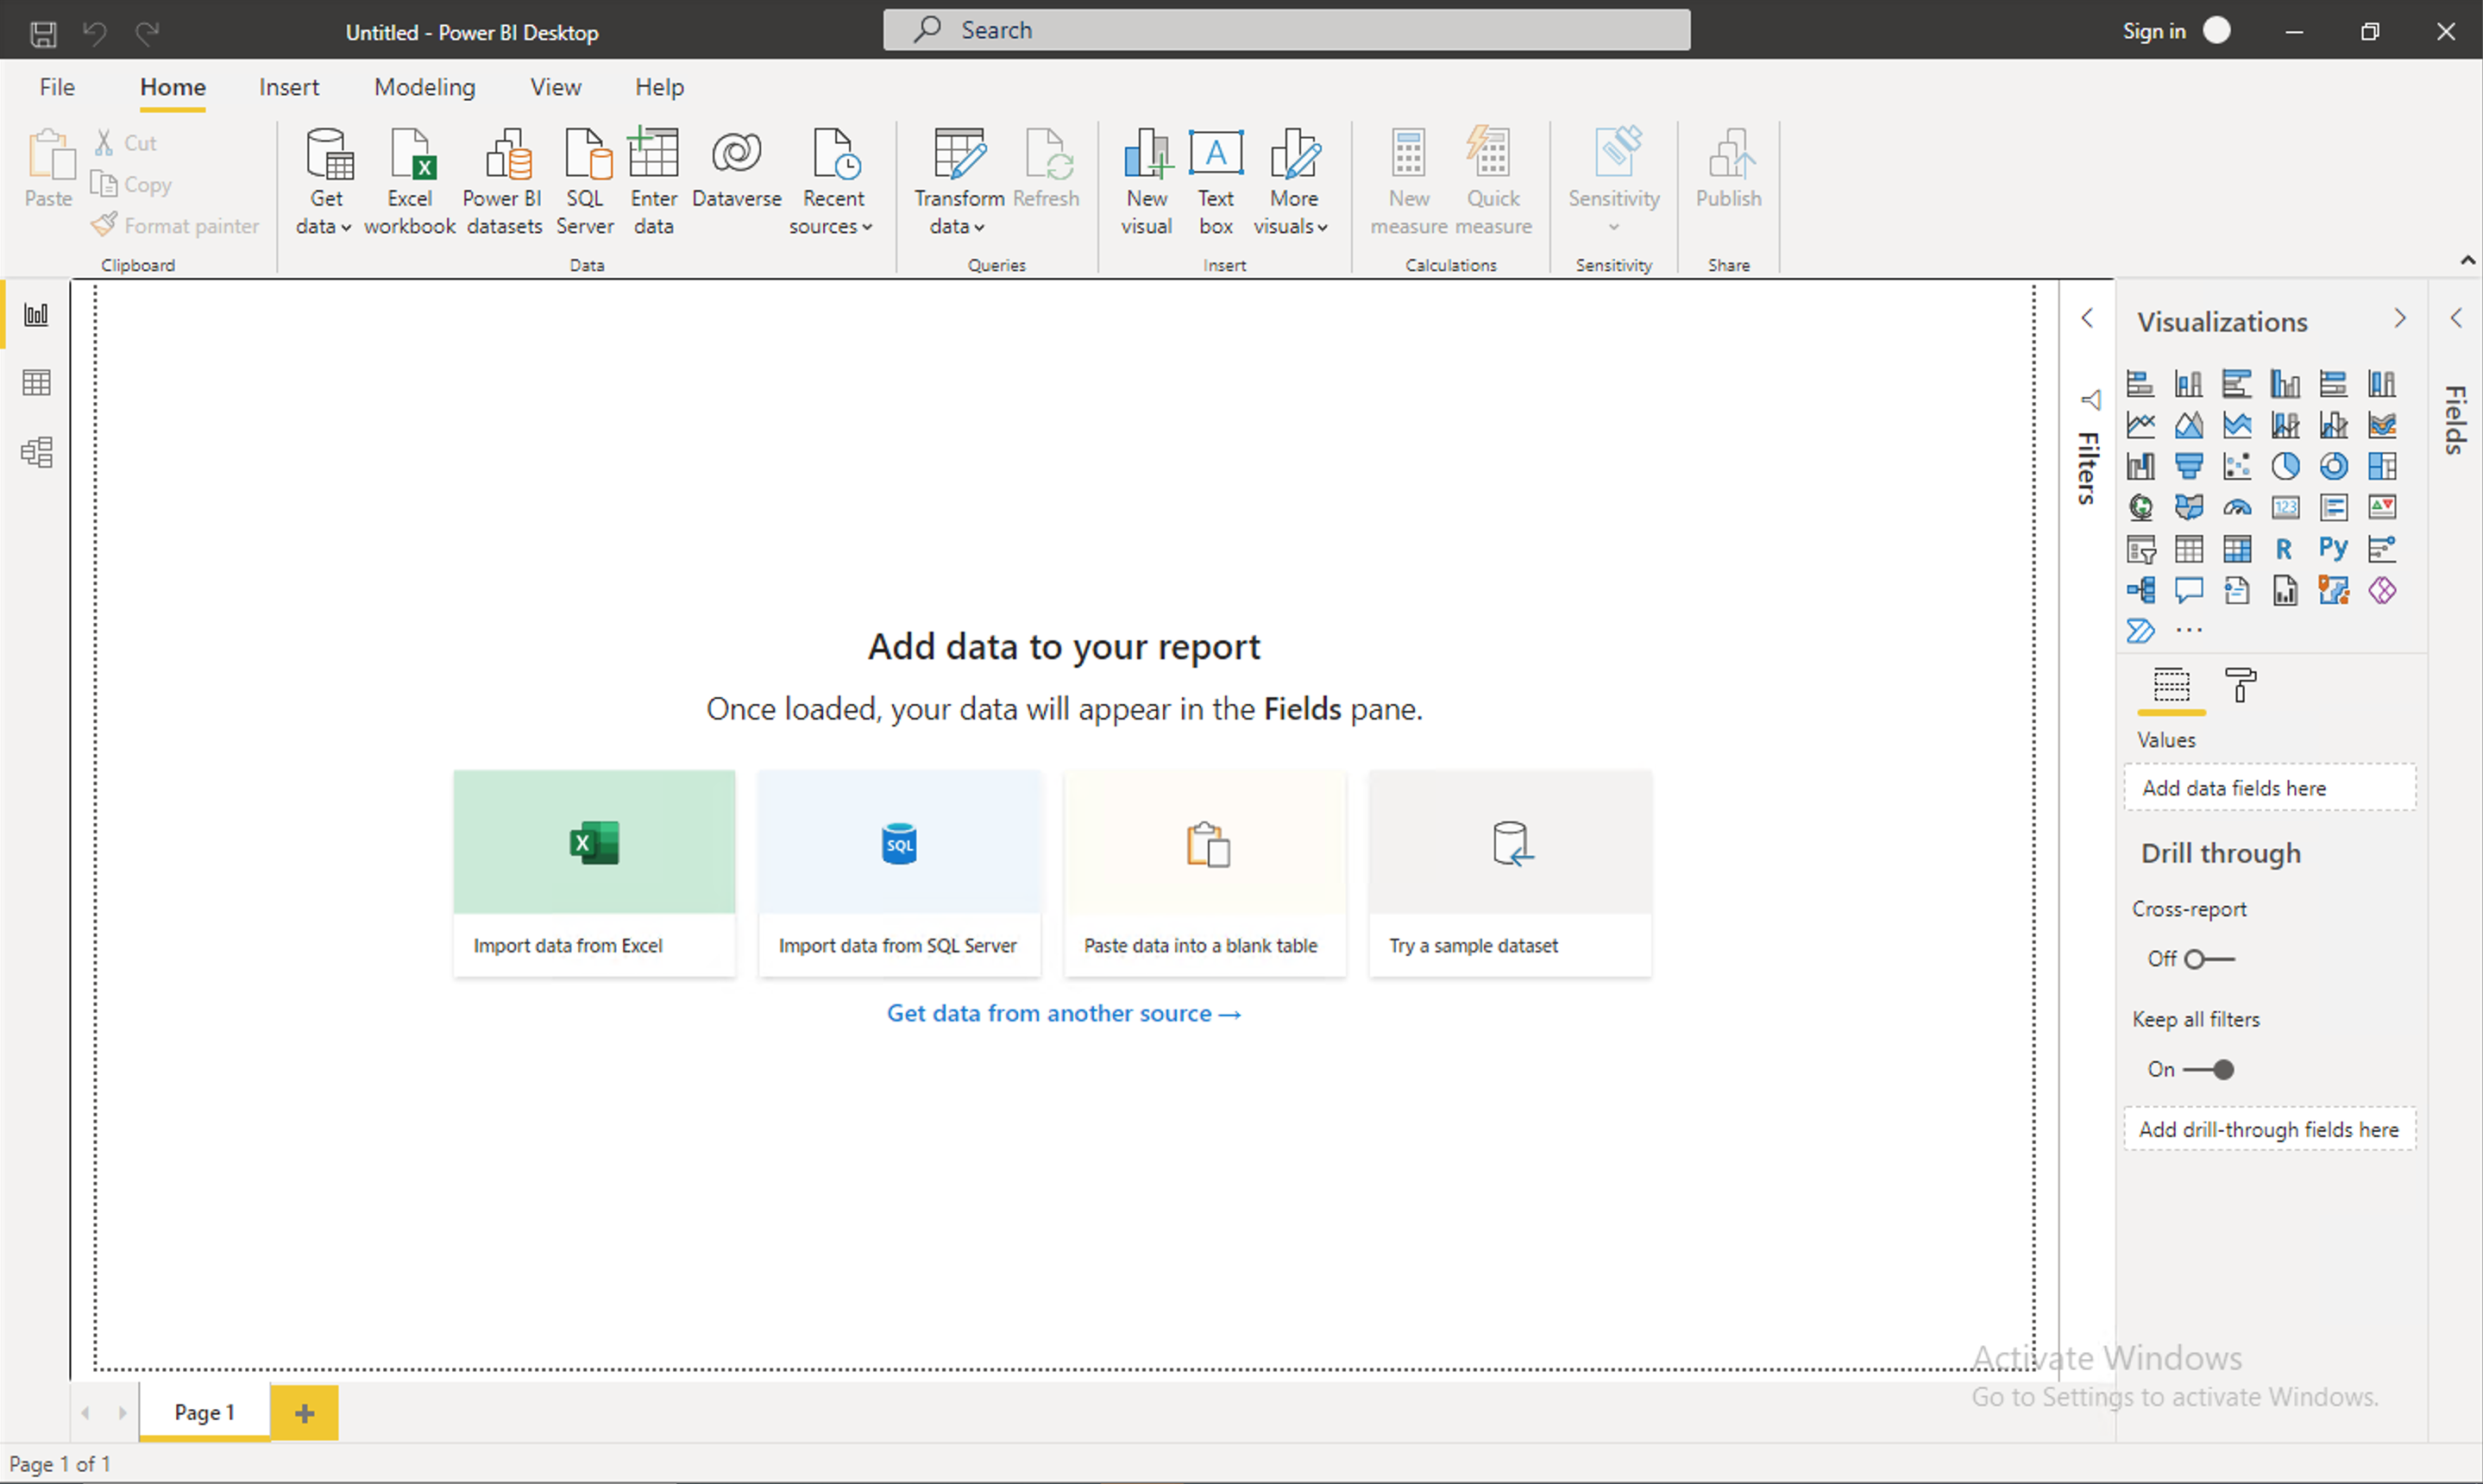 Untitled - Power BI Desktop
Search
Sign in
File
Home
Insert
Modeling
View
Help
Paste
Cut
Copy
Format painter
Clipboard
Get
data
Excel
workbook
Power BI
datasets
SQL
Server
Enter
data
Dataverse
Recent
sources
Data
Transform
data
Refresh
Queries
New
visual
A
Text
box
More
visuals
Insert
New
measure
Quick
measure
Calculations
Sensitivity
Sensitivity
Publish
Share
Filters
Visualizations
Fields
123
R
Py
Values
Add data fields here
Drill through
Cross-report
Off
Keep all filters
On
Add drill-through fields here
Add data to your report
Once loaded, your data will appear in the Fields pane.
X
SQL
Import data from Excel
Import data from SQL Server
Paste data into a blank table
Try a sample dataset
Get data from another source →
Activate Windows
Go to Settings to activate Windows.
Page 1
Page 1 of 1